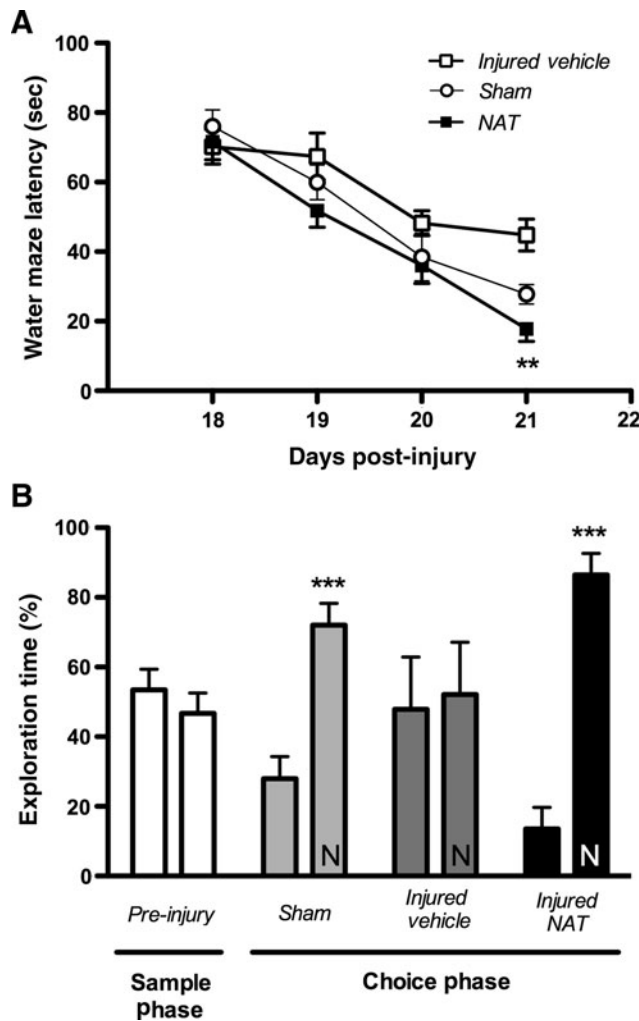 A
Water maze latency (sec)
100
80
60
40
20
0
Injured vehicle
Sham
NAT
**
18 19 20 21 22
Days post-injury
B
Exploration time (%)
100
80
60
40
20
0
***
***
N
N
N
Pre-injury
Sham
Injured
vehicle
Injured
NAT
Sample
phase
Choice phase